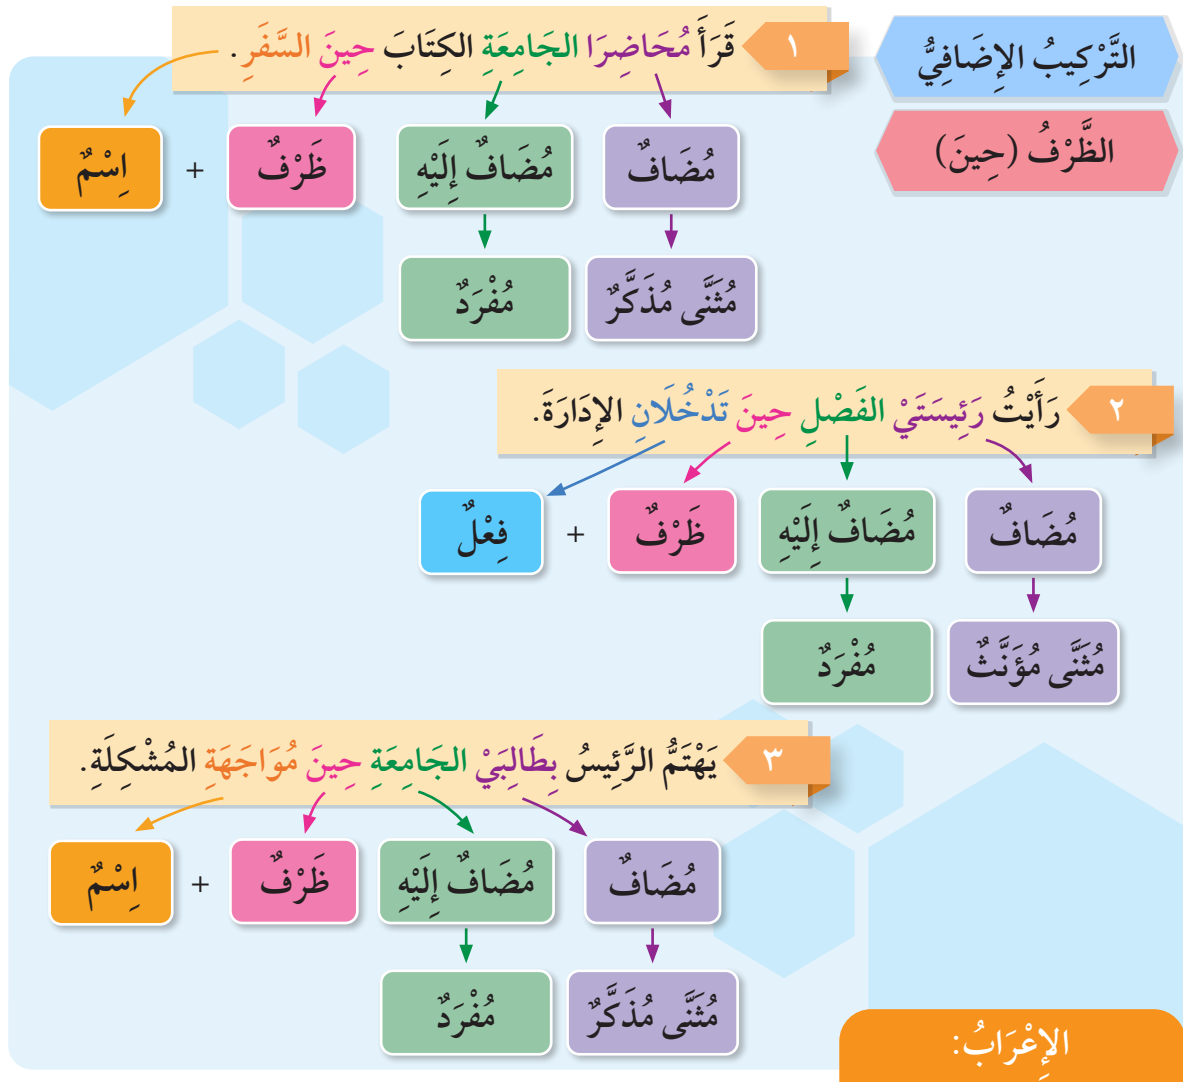 التَّرْكِيبُ الإِضَافِيُّ
الظَّرْفُ (حِينَ)
١ قَرَأَ مُحَاضِرَا الجَامِعَةِ الكِتَابَ حِينَ السَّفَرِ.
مُضَافٌ مُضَافٌ إِلَيْهِ ظَرْفٌ + اِسْمٌ
مُثَنَّى مُذَكَّرٌ مُفْرَدٌ
٢ رَأَيْتُ رَئِيسَتَيْ الفَصْلِ حِينَ تَدْخُلَانِ الإِدَارَةَ.
مُضَافٌ مُضَافٌ إِلَيْهِ ظَرْفٌ + فِعْلٌ
مُثَنَّى مُؤَنَّثٌ مُفْرَدٌ
٣ يَهْتَمُّ الرَّئِيسُ بِطَالِبَيْ الجَامِعَةِ حِينَ مُوَاجَهَةِ المُشْكِلَةِ.
مُضَافٌ مُضَافٌ إِلَيْهِ ظَرْفٌ + اِسْمٌ
مُثَنَّى مُذَكَّرٌ مُفْرَدٌ
الإِعْرَابُ: